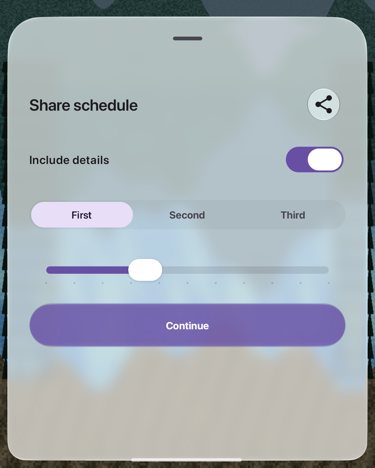 Share schedule
Include details
First Second Third
Continue